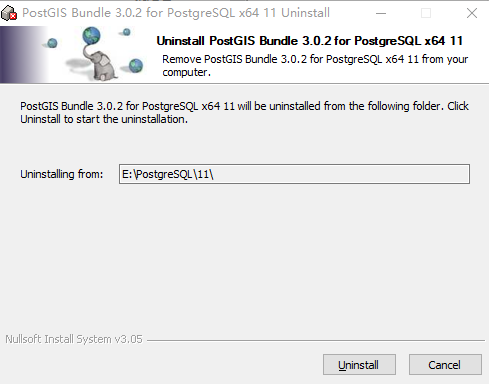 PostGIS Bundle 3.0.2 for PostgreSQL x64 11 Uninstall
Uninstall PostGIS Bundle 3.0.2 for PostgreSQL x64 11
Remove PostGIS Bundle 3.0.2 for PostgreSQL x64 11 from your
computer.
PostGIS Bundle 3.0.2 for PostgreSQL x64 11 will be uninstalled from the following folder. Click
Uninstall to start the uninstallation.
Uninstalling from: E:\PostgreSQL\11\
Nullsoft Install System v3.05
Uninstall Cancel